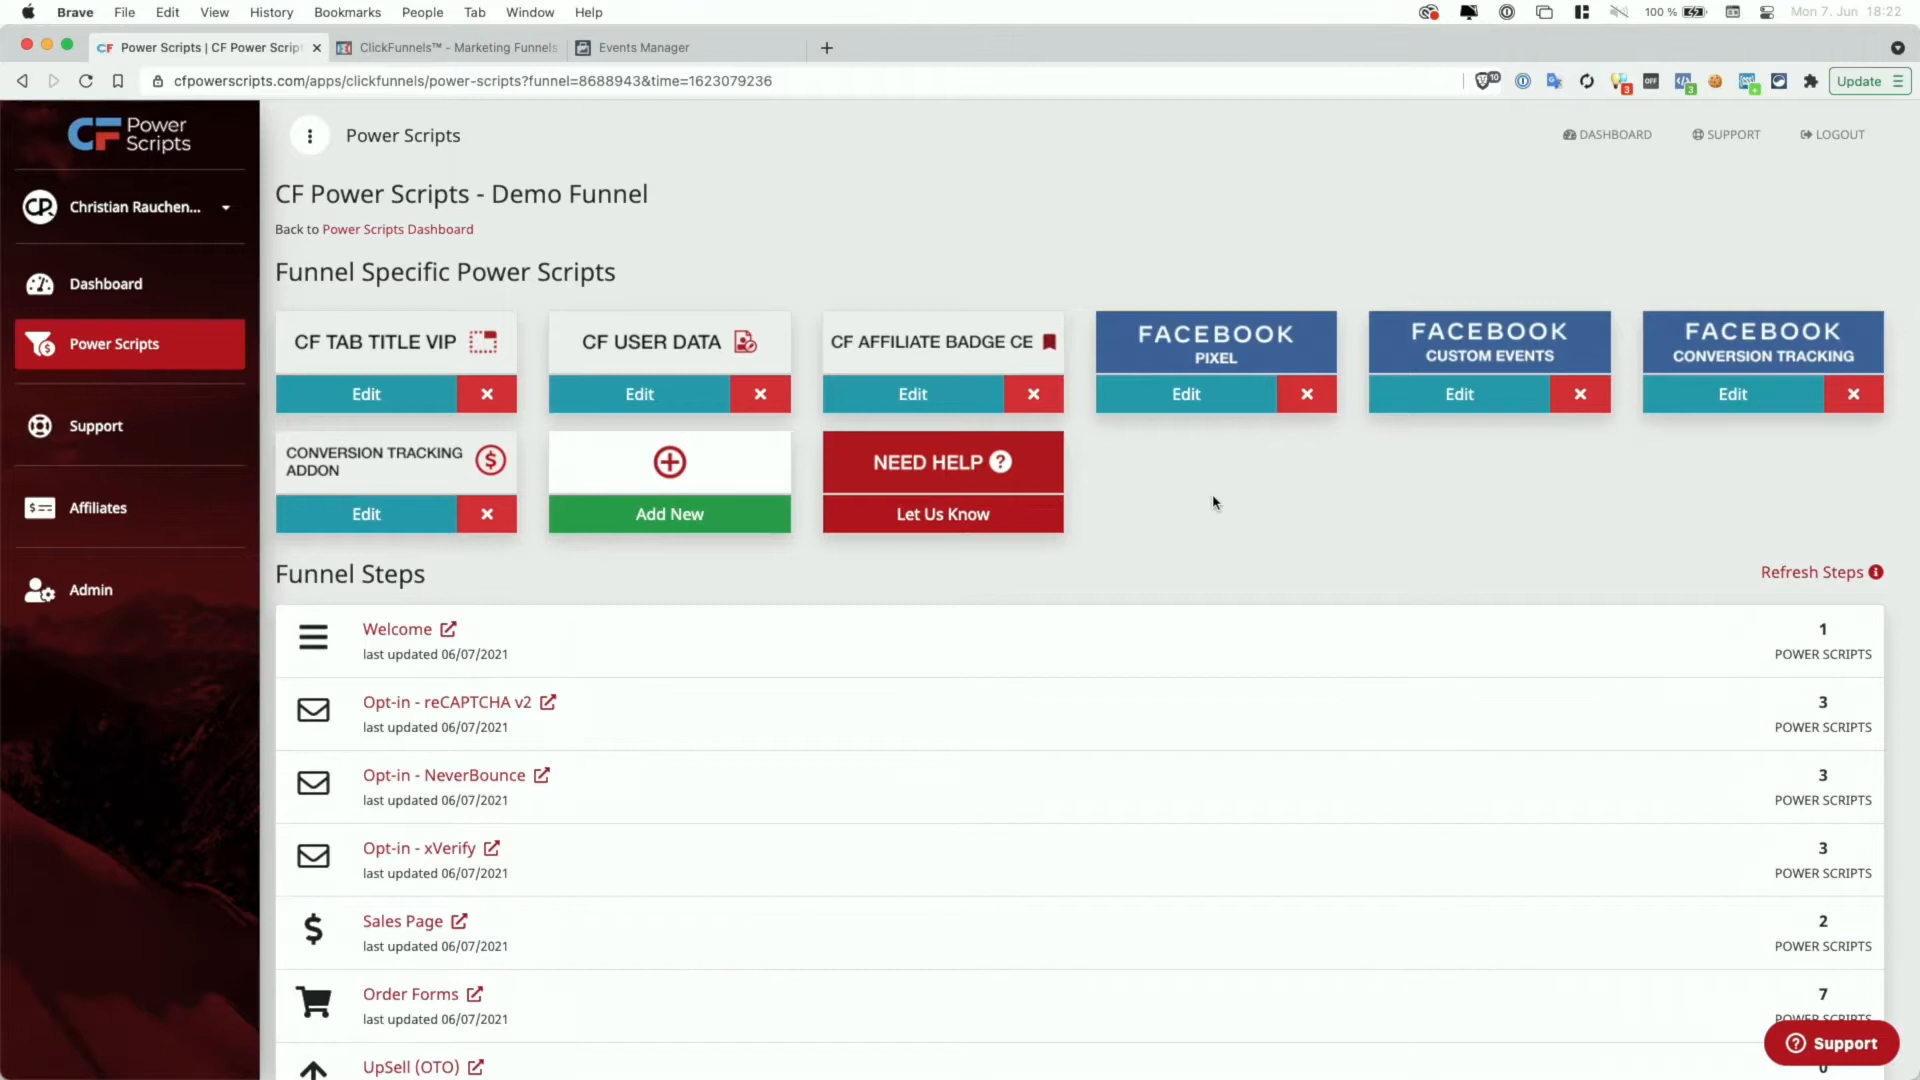 Brave File Edit View History Bookmarks People Tab Window Help 100 % Mon 7. Jun 18:22
Power Scripts | CF Power Script ClickFunnels™ - Marketing Funnels Events Manager
cfpowerscripts.com/apps/clickfunnels/power-scripts?funnel=8688943&time=1623079236 Update
CF Power Scripts
Christian Rauchen...
Dashboard
Power Scripts
Support
Affiliates
Admin
Power Scripts
DASHBOARD SUPPORT LOGOUT
CF Power Scripts - Demo Funnel
Back to Power Scripts Dashboard
Funnel Specific Power Scripts
CF TAB TITLE VIP
Edit
CF USER DATA
Edit
CF AFFILIATE BADGE CE
Edit
FACEBOOK
PIXEL
Edit
FACEBOOK
CUSTOM EVENTS
Edit
FACEBOOK
CONVERSION TRACKING
Edit
CONVERSION TRACKING
ADDON
Edit
Add New
NEED HELP ?
Let Us Know
Funnel Steps
Refresh Steps
Welcome
last updated 06/07/2021
1
POWER SCRIPTS
Opt-in - reCAPTCHA v2
last updated 06/07/2021
3
POWER SCRIPTS
Opt-in - NeverBounce
last updated 06/07/2021
3
POWER SCRIPTS
Opt-in - xVerify
last updated 06/07/2021
3
POWER SCRIPTS
Sales Page
last updated 06/07/2021
2
POWER SCRIPTS
Order Forms
last updated 06/07/2021
7
POWER SCRIPTS
UpSell (OTO)
Support